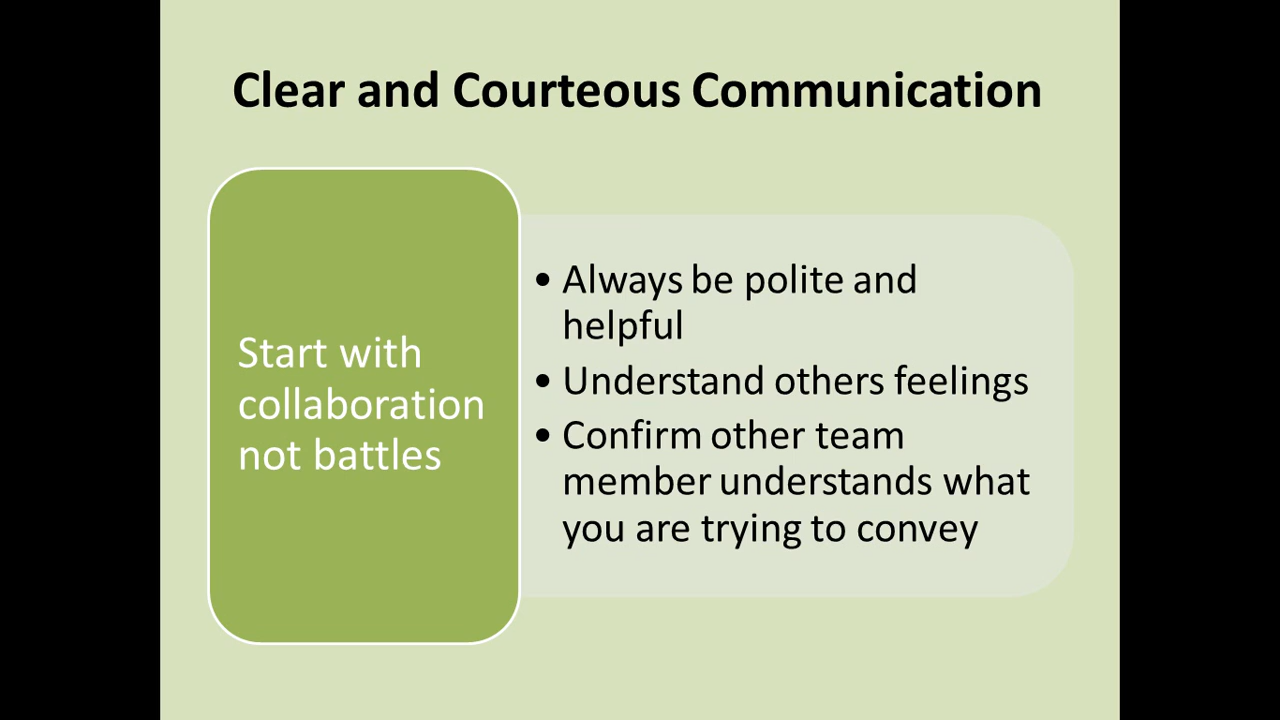 Clear and Courteous Communication
Start with
collaboration
not battles
• Always be polite and
helpful
• Understand others feelings
• Confirm other team
member understands what
you are trying to convey